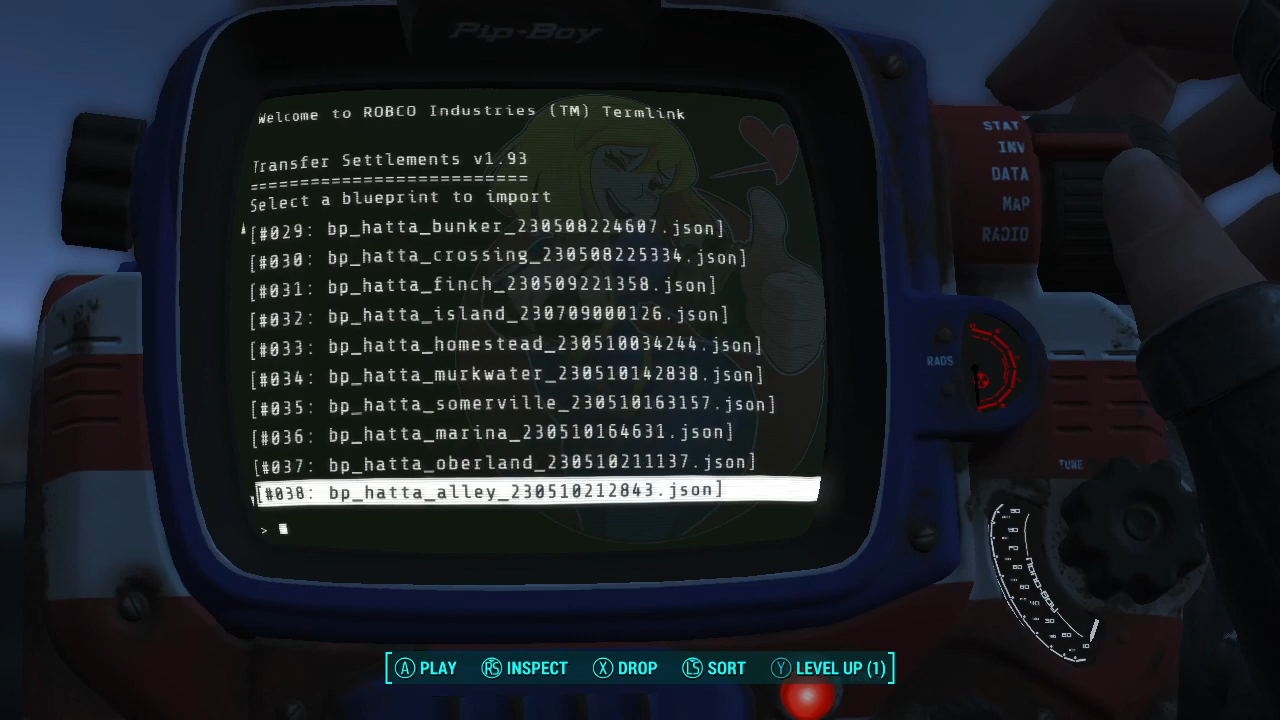 Pip-Boy
Welcome to ROBCO Industries (TM) Termlink
Transfer Settlements v1.93
=========================
Select a blueprint to import
[#029: bp_hatta_bunker_230508224607.json]
[#030: bp_hatta_crossing_230508225334.json]
[#031: bp_hatta_finch_230509221358.json]
[#032: bp_hatta_island_230709000126.json]
[#033: bp_hatta_homestead_230510034244.json]
[#034: bp_hatta_murkwater_230510142838.json]
[#035: bp_hatta_somerville_230510163157.json]
[#036: bp_hatta_marina_230510164631.json]
[#037: bp_hatta_oberland_230510211137.json]
[#038: bp_hatta_alley_230510212843.json]
>
STAT
INV
DATA
MAP
RADIO
RADS
TUNE
(A) PLAY (RS) INSPECT (X) DROP (LS) SORT (Y) LEVEL UP (1)